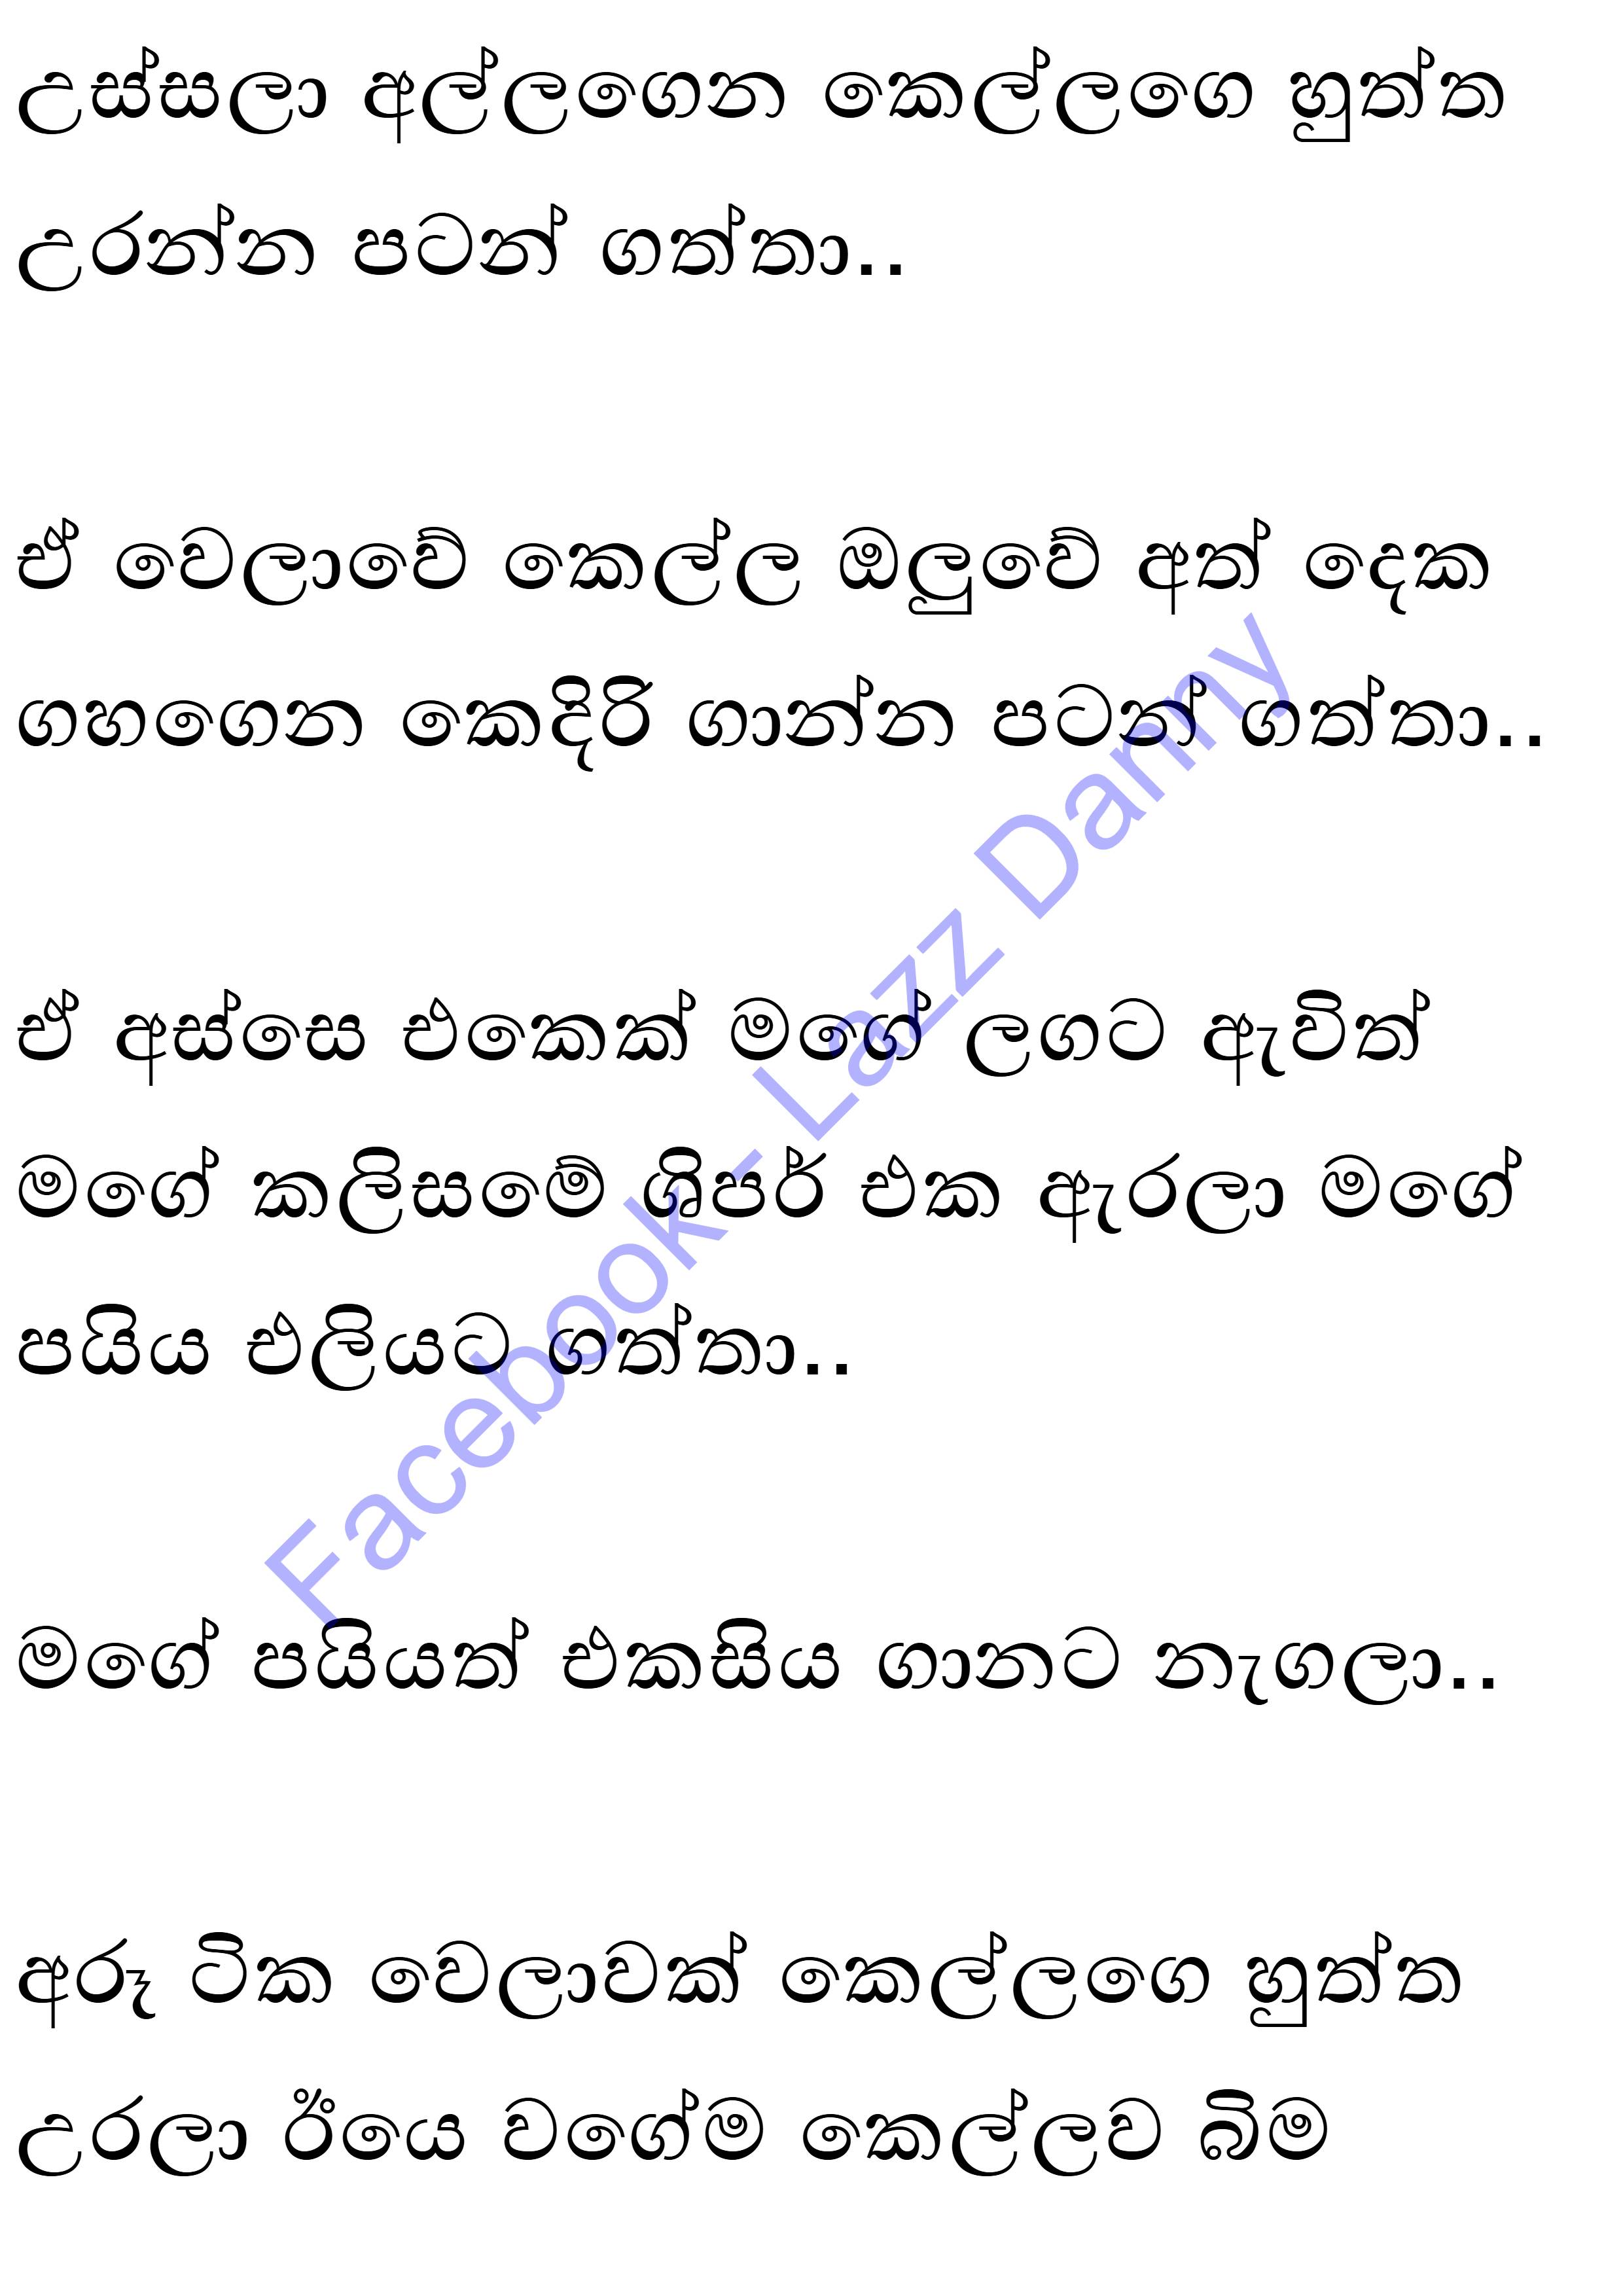 උස්සලා අල්ලගෙන කෙල්ලගෙ හුත්ත
උරන්න පටන් ගත්තා..
ඒ වෙලාවේ කෙල්ල ඔලුවේ අත් දෙක
ගහගෙන කෙඳිරි ගාන්න පටන් ගත්තා..
ඒ අස්සෙ එකෙක් මගේ ලගට ඇවිත්
මගේ කලිසමේ ශිපර් එක ඇරලා මගේ
පයිය එලියට ගත්තා..
මගේ පයියත් එකසිය ගානට නැගලා..
අරූ ටික වෙලාවක් කෙල්ලගෙ හුත්ත
උරලා ඊයෙ වගේම කෙල්ලව බිම
Facebook - Lazz Danny